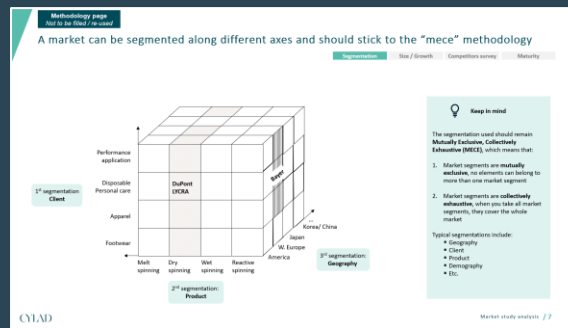 Methodology page
Not to be filled / re-used
A market can be segmented along different axes and should stick to the “mece” methodology
Segmentation
Size / Growth
Competitors survey
Maturity
1st segmentation
Client
Performance
application
Disposable
Personal care
Apparel
Footwear
DuPont
LYCRA
Bayer
Melt
spinning
Dry
spinning
Wet
spinning
Reactive
spinning
2nd segmentation:
Product
America
W. Europe
Japan
Korea/ China
...
3rd segmentation:
Geography
Keep in mind
The segmentation used should remain
Mutually Exclusive, Collectively
Exhaustive (MECE), which means that:
1. Market segments are mutually
exclusive, no elements can belong to
more than one market segment
2. Market segments are collectively
exhaustive, when you take all market
segments, they cover the whole
market
Typical segmentations include:
• Geography
• Client
• Product
• Demography
• Etc.
CYLAD
Market study analysis / 7